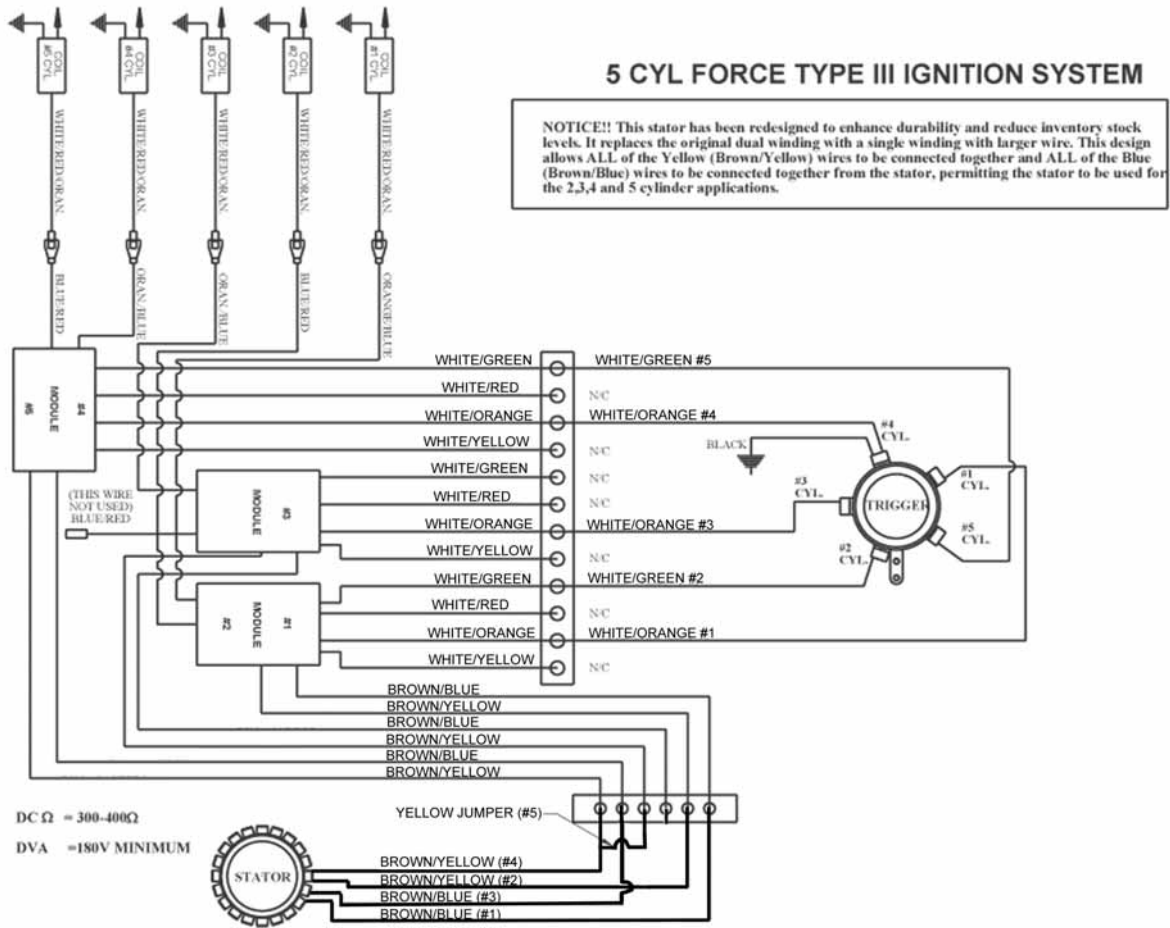 COIL
#5 CYL
COIL
#4 CYL
COIL
#3 CYL
COIL
#2 CYL
COIL
#1 CYL
5 CYL FORCE TYPE III IGNITION SYSTEM
NOTICE!! This stator has been redesigned to enhance durability and reduce inventory stock
levels. It replaces the original dual winding with a single winding with larger wire. This design
allows ALL of the Yellow (Brown/Yellow) wires to be connected together and ALL of the Blue
(Brown/Blue) wires to be connected together from the stator, permitting the stator to be used for
the 2,3,4 and 5 cylinder applications.
WHITE/RED/ORAN.
WHITE/RED/ORAN.
WHITE/RED/ORAN.
WHITE/RED/ORAN.
WHITE/RED/ORAN.
BLUE/RED
ORAN./BLUE
ORAN./BLUE
BLUE/RED
ORANGE/BLUE
#4
MODULE
#5
WHITE/GREEN
WHITE/GREEN #5
WHITE/RED
N/C
WHITE/ORANGE
WHITE/ORANGE #4
WHITE/YELLOW
N/C
WHITE/GREEN
N/C
WHITE/RED
N/C
WHITE/ORANGE
WHITE/ORANGE #3
WHITE/YELLOW
N/C
WHITE/GREEN
WHITE/GREEN #2
WHITE/RED
N/C
WHITE/ORANGE
WHITE/ORANGE #1
WHITE/YELLOW
N/C
(THIS WIRE
NOT USED)
BLUE/RED
#3
MODULE
#1
MODULE
#2
BLACK
#4
CYL.
#1
CYL.
#3
CYL.
TRIGGER
#5
CYL.
#2
CYL.
BROWN/BLUE
BROWN/YELLOW
BROWN/BLUE
BROWN/YELLOW
BROWN/BLUE
BROWN/YELLOW
YELLOW JUMPER (#5)
DC Ω = 300-400Ω
DVA =180V MINIMUM
STATOR
BROWN/YELLOW (#4)
BROWN/YELLOW (#2)
BROWN/BLUE (#3)
BROWN/BLUE (#1)